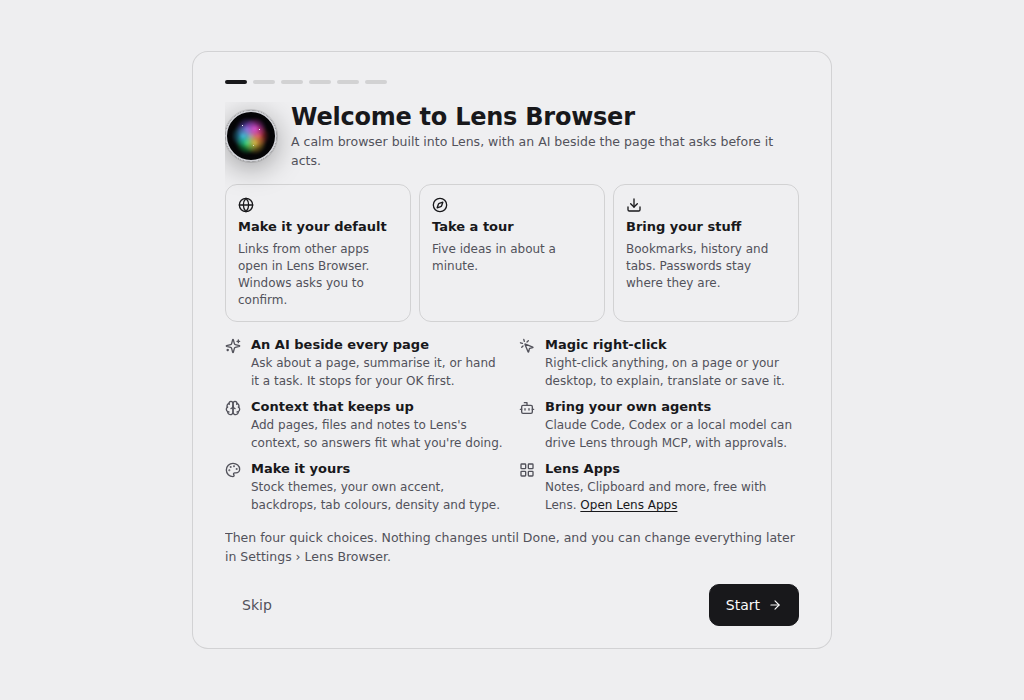 Welcome to Lens Browser
A calm browser built into Lens, with an AI beside the page that asks before it
acts.
Make it your default
Links from other apps
open in Lens Browser.
Windows asks you to
confirm.
Take a tour
Five ideas in about a
minute.
Bring your stuff
Bookmarks, history and
tabs. Passwords stay
where they are.
An AI beside every page
Ask about a page, summarise it, or hand
it a task. It stops for your OK first.
Magic right-click
Right-click anything, on a page or your
desktop, to explain, translate or save it.
Context that keeps up
Add pages, files and notes to Lens's
context, so answers fit what you're doing.
Bring your own agents
Claude Code, Codex or a local model can
drive Lens through MCP, with approvals.
Make it yours
Stock themes, your own accent,
backdrops, tab colours, density and type.
Lens Apps
Notes, Clipboard and more, free with
Lens. Open Lens Apps
Then four quick choices. Nothing changes until Done, and you can change everything later
in Settings › Lens Browser.
Skip
Start